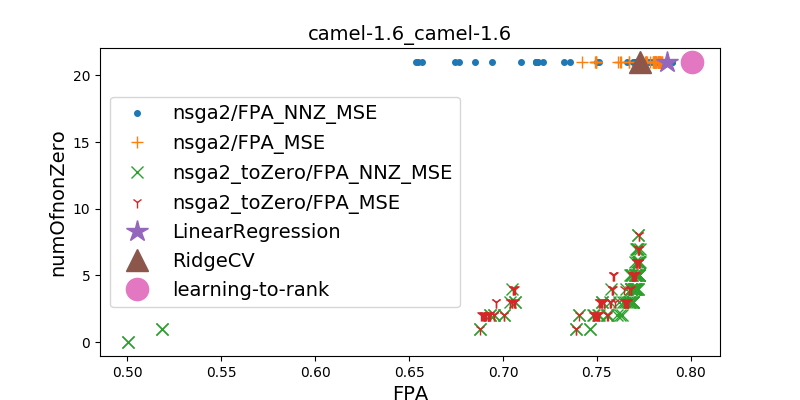 camel-1.6_camel-1.6
numOfnonZero
20
15
10
5
0
nsga2/FPA_NNZ_MSE
nsga2/FPA_MSE
nsga2_toZero/FPA_NNZ_MSE
nsga2_toZero/FPA_MSE
LinearRegression
RidgeCV
learning-to-rank
0.50 0.55 0.60 0.65 0.70 0.75 0.80
FPA